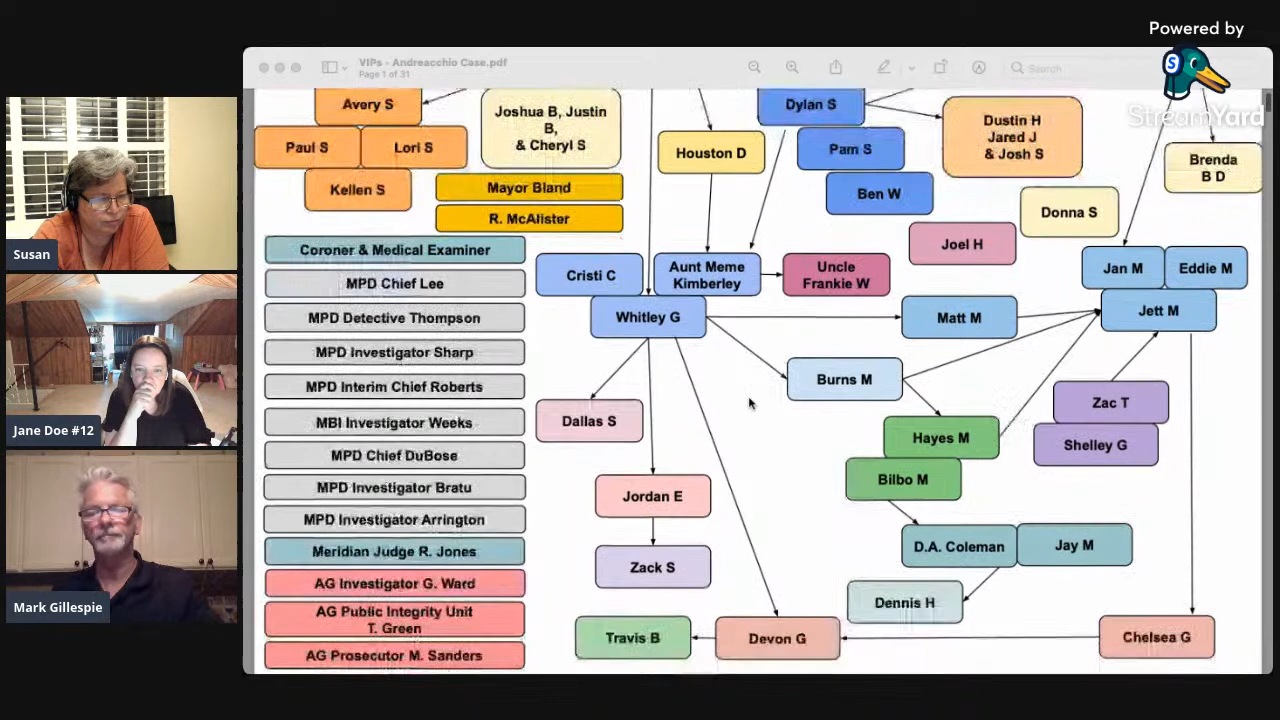 Powered by
StreamYard
Susan
Jane Doe #12
Mark Gillespie
VIPs - Andreacchio Case.pdf
Page 1 of 31
Search
Avery S
Paul S
Lori S
Kellen S
Joshua B, Justin
B,
& Cheryl S
Mayor Bland
R. McAlister
Houston D
Dylan S
Pam S
Ben W
Dustin H
Jared J
& Josh S
Brenda
B D
Donna S
Joel H
Coroner & Medical Examiner
MPD Chief Lee
MPD Detective Thompson
MPD Investigator Sharp
MPD Interim Chief Roberts
MBI Investigator Weeks
MPD Chief DuBose
MPD Investigator Bratu
MPD Investigator Arrington
Meridian Judge R. Jones
AG Investigator G. Ward
AG Public Integrity Unit
T. Green
AG Prosecutor M. Sanders
Cristi C
Aunt Meme
Kimberley
Uncle
Frankie W
Whitley G
Matt M
Jan M
Eddie M
Jett M
Burns M
Dallas S
Hayes M
Bilbo M
Zac T
Shelley G
Jordan E
Zack S
D.A. Coleman
Jay M
Dennis H
Travis B
Devon G
Chelsea G